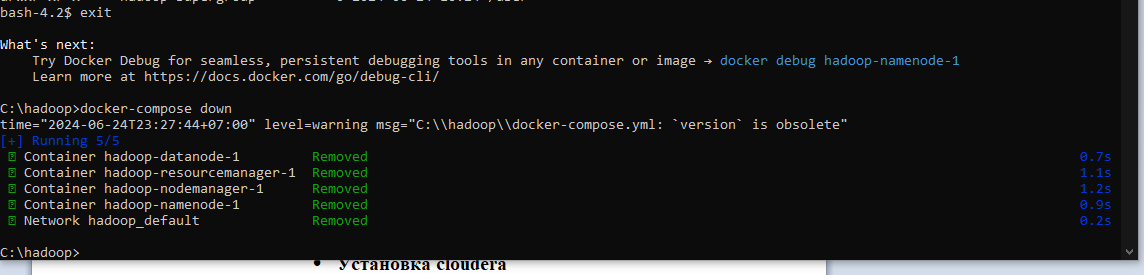 bash-4.2$ exit
What's next:
Try Docker Debug for seamless, persistent debugging tools in any container or image → docker debug hadoop-namenode-1
Learn more at https://docs.docker.com/go/debug-cli/
C:\hadoop>docker-compose down
time="2024-06-24T23:27:44+07:00" level=warning msg="C:\\hadoop\\docker-compose.yml: `version` is obsolete"
[+] Running 5/5
Container hadoop-datanode-1 Removed 0.7s
Container hadoop-resourcemanager-1 Removed 1.1s
Container hadoop-nodemanager-1 Removed 1.2s
Container hadoop-namenode-1 Removed 0.9s
Network hadoop_default Removed 0.2s
C:\hadoop>
• Установка cloudera